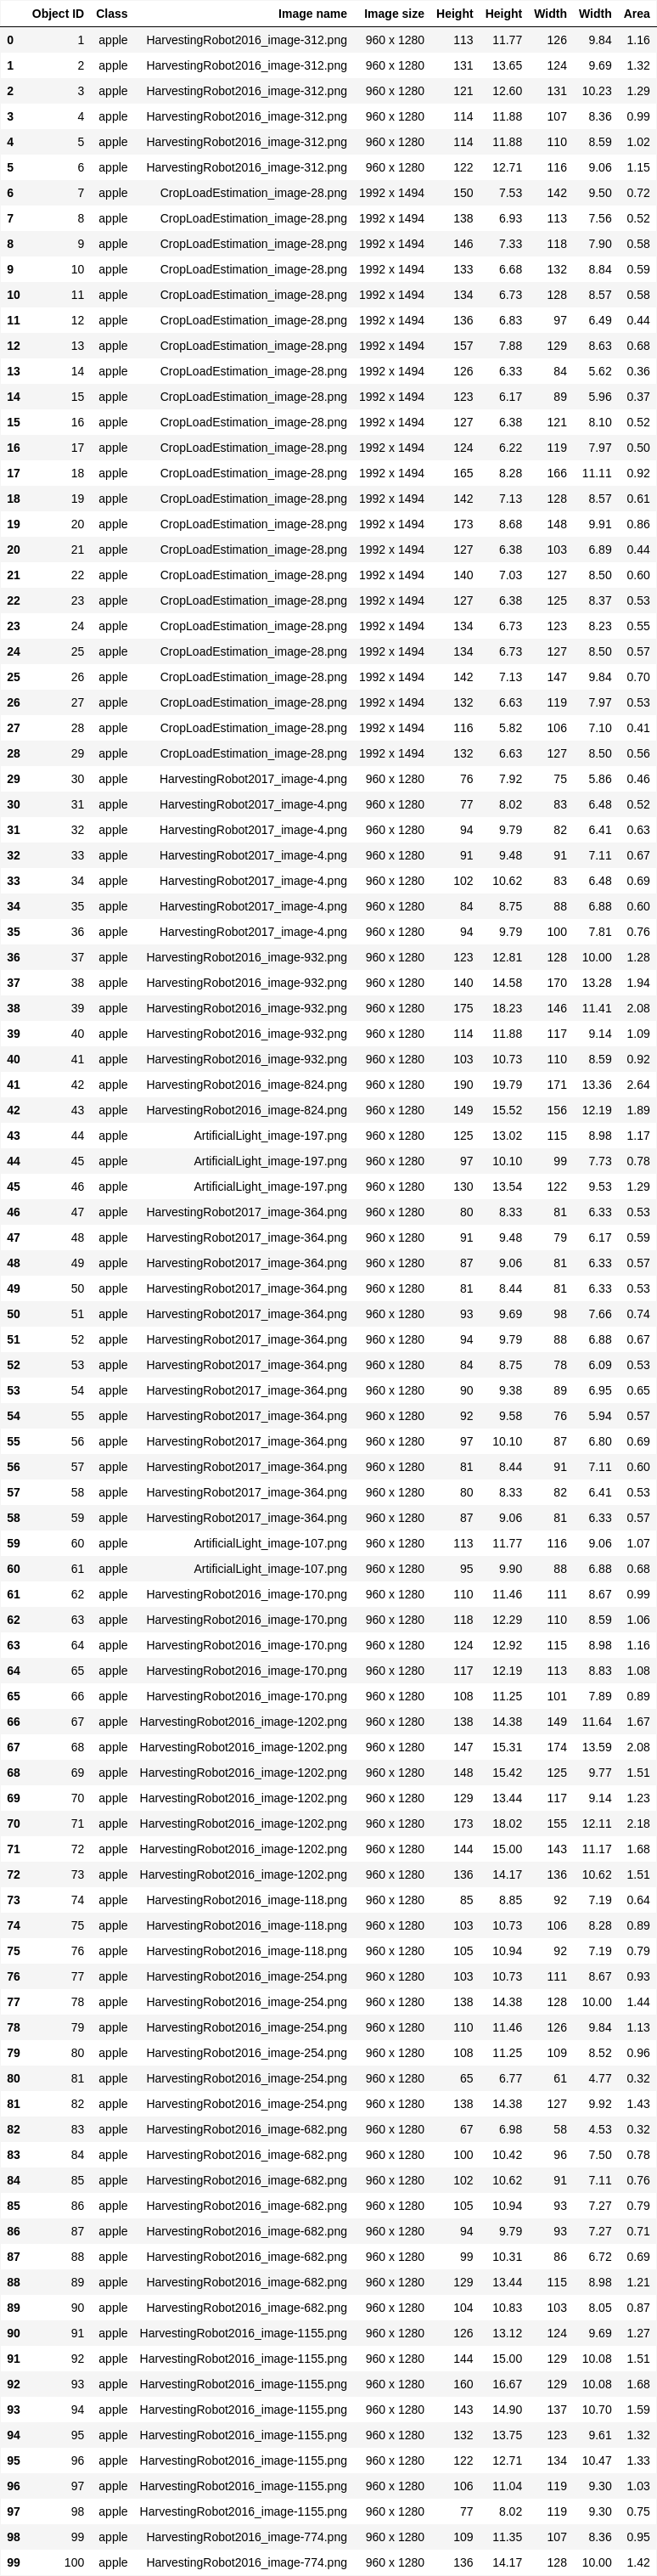 Object ID Class Image name Image size Height Height Width Width Area
0 1 apple HarvestingRobot2016_image-312.png 960 x 1280 113 11.77 126 9.84 1.16
1 2 apple HarvestingRobot2016_image-312.png 960 x 1280 131 13.65 124 9.69 1.32
2 3 apple HarvestingRobot2016_image-312.png 960 x 1280 121 12.60 131 10.23 1.29
3 4 apple HarvestingRobot2016_image-312.png 960 x 1280 114 11.88 107 8.36 0.99
4 5 apple HarvestingRobot2016_image-312.png 960 x 1280 114 11.88 110 8.59 1.02
5 6 apple HarvestingRobot2016_image-312.png 960 x 1280 122 12.71 116 9.06 1.15
6 7 apple CropLoadEstimation_image-28.png 1992 x 1494 150 7.53 142 9.50 0.72
7 8 apple CropLoadEstimation_image-28.png 1992 x 1494 138 6.93 113 7.56 0.52
8 9 apple CropLoadEstimation_image-28.png 1992 x 1494 146 7.33 118 7.90 0.58
9 10 apple CropLoadEstimation_image-28.png 1992 x 1494 133 6.68 132 8.84 0.59
10 11 apple CropLoadEstimation_image-28.png 1992 x 1494 134 6.73 128 8.57 0.58
11 12 apple CropLoadEstimation_image-28.png 1992 x 1494 136 6.83 97 6.49 0.44
12 13 apple CropLoadEstimation_image-28.png 1992 x 1494 157 7.88 129 8.63 0.68
13 14 apple CropLoadEstimation_image-28.png 1992 x 1494 126 6.33 84 5.62 0.36
14 15 apple CropLoadEstimation_image-28.png 1992 x 1494 123 6.17 89 5.96 0.37
15 16 apple CropLoadEstimation_image-28.png 1992 x 1494 127 6.38 121 8.10 0.52
16 17 apple CropLoadEstimation_image-28.png 1992 x 1494 124 6.22 119 7.97 0.50
17 18 apple CropLoadEstimation_image-28.png 1992 x 1494 165 8.28 166 11.11 0.92
18 19 apple CropLoadEstimation_image-28.png 1992 x 1494 142 7.13 128 8.57 0.61
19 20 apple CropLoadEstimation_image-28.png 1992 x 1494 173 8.68 148 9.91 0.86
20 21 apple CropLoadEstimation_image-28.png 1992 x 1494 127 6.38 103 6.89 0.44
21 22 apple CropLoadEstimation_image-28.png 1992 x 1494 140 7.03 127 8.50 0.60
22 23 apple CropLoadEstimation_image-28.png 1992 x 1494 127 6.38 125 8.37 0.53
23 24 apple CropLoadEstimation_image-28.png 1992 x 1494 134 6.73 123 8.23 0.55
24 25 apple CropLoadEstimation_image-28.png 1992 x 1494 134 6.73 127 8.50 0.57
25 26 apple CropLoadEstimation_image-28.png 1992 x 1494 142 7.13 147 9.84 0.70
26 27 apple CropLoadEstimation_image-28.png 1992 x 1494 132 6.63 119 7.97 0.53
27 28 apple CropLoadEstimation_image-28.png 1992 x 1494 116 5.82 106 7.10 0.41
28 29 apple CropLoadEstimation_image-28.png 1992 x 1494 132 6.63 127 8.50 0.56
29 30 apple HarvestingRobot2017_image-4.png 960 x 1280 76 7.92 75 5.86 0.46
30 31 apple HarvestingRobot2017_image-4.png 960 x 1280 77 8.02 83 6.48 0.52
31 32 apple HarvestingRobot2017_image-4.png 960 x 1280 94 9.79 82 6.41 0.63
32 33 apple HarvestingRobot2017_image-4.png 960 x 1280 91 9.48 91 7.11 0.67
33 34 apple HarvestingRobot2017_image-4.png 960 x 1280 102 10.62 83 6.48 0.69
34 35 apple HarvestingRobot2017_image-4.png 960 x 1280 84 8.75 88 6.88 0.60
35 36 apple HarvestingRobot2017_image-4.png 960 x 1280 94 9.79 100 7.81 0.76
36 37 apple HarvestingRobot2016_image-932.png 960 x 1280 123 12.81 128 10.00 1.28
37 38 apple HarvestingRobot2016_image-932.png 960 x 1280 140 14.58 170 13.28 1.94
38 39 apple HarvestingRobot2016_image-932.png 960 x 1280 175 18.23 146 11.41 2.08
39 40 apple HarvestingRobot2016_image-932.png 960 x 1280 114 11.88 117 9.14 1.09
40 41 apple HarvestingRobot2016_image-932.png 960 x 1280 103 10.73 110 8.59 0.92
41 42 apple HarvestingRobot2016_image-824.png 960 x 1280 190 19.79 171 13.36 2.64
42 43 apple HarvestingRobot2016_image-824.png 960 x 1280 149 15.52 156 12.19 1.89
43 44 apple ArtificialLight_image-197.png 960 x 1280 125 13.02 115 8.98 1.17
44 45 apple ArtificialLight_image-197.png 960 x 1280 97 10.10 99 7.73 0.78
45 46 apple ArtificialLight_image-197.png 960 x 1280 130 13.54 122 9.53 1.29
46 47 apple HarvestingRobot2017_image-364.png 960 x 1280 80 8.33 81 6.33 0.53
47 48 apple HarvestingRobot2017_image-364.png 960 x 1280 91 9.48 79 6.17 0.59
48 49 apple HarvestingRobot2017_image-364.png 960 x 1280 87 9.06 81 6.33 0.57
49 50 apple HarvestingRobot2017_image-364.png 960 x 1280 81 8.44 81 6.33 0.53
50 51 apple HarvestingRobot2017_image-364.png 960 x 1280 93 9.69 98 7.66 0.74
51 52 apple HarvestingRobot2017_image-364.png 960 x 1280 94 9.79 88 6.88 0.67
52 53 apple HarvestingRobot2017_image-364.png 960 x 1280 84 8.75 78 6.09 0.53
53 54 apple HarvestingRobot2017_image-364.png 960 x 1280 90 9.38 89 6.95 0.65
54 55 apple HarvestingRobot2017_image-364.png 960 x 1280 92 9.58 76 5.94 0.57
55 56 apple HarvestingRobot2017_image-364.png 960 x 1280 97 10.10 87 6.80 0.69
56 57 apple HarvestingRobot2017_image-364.png 960 x 1280 81 8.44 91 7.11 0.60
57 58 apple HarvestingRobot2017_image-364.png 960 x 1280 80 8.33 82 6.41 0.53
58 59 apple HarvestingRobot2017_image-364.png 960 x 1280 87 9.06 81 6.33 0.57
59 60 apple ArtificialLight_image-107.png 960 x 1280 113 11.77 116 9.06 1.07
60 61 apple ArtificialLight_image-107.png 960 x 1280 95 9.90 88 6.88 0.68
61 62 apple HarvestingRobot2016_image-170.png 960 x 1280 110 11.46 111 8.67 0.99
62 63 apple HarvestingRobot2016_image-170.png 960 x 1280 118 12.29 110 8.59 1.06
63 64 apple HarvestingRobot2016_image-170.png 960 x 1280 124 12.92 115 8.98 1.16
64 65 apple HarvestingRobot2016_image-170.png 960 x 1280 117 12.19 113 8.83 1.08
65 66 apple HarvestingRobot2016_image-170.png 960 x 1280 108 11.25 101 7.89 0.89
66 67 apple HarvestingRobot2016_image-1202.png 960 x 1280 138 14.38 149 11.64 1.67
67 68 apple HarvestingRobot2016_image-1202.png 960 x 1280 147 15.31 174 13.59 2.08
68 69 apple HarvestingRobot2016_image-1202.png 960 x 1280 148 15.42 125 9.77 1.51
69 70 apple HarvestingRobot2016_image-1202.png 960 x 1280 129 13.44 117 9.14 1.23
70 71 apple HarvestingRobot2016_image-1202.png 960 x 1280 173 18.02 155 12.11 2.18
71 72 apple HarvestingRobot2016_image-1202.png 960 x 1280 144 15.00 143 11.17 1.68
72 73 apple HarvestingRobot2016_image-1202.png 960 x 1280 136 14.17 136 10.62 1.51
73 74 apple HarvestingRobot2016_image-118.png 960 x 1280 85 8.85 92 7.19 0.64
74 75 apple HarvestingRobot2016_image-118.png 960 x 1280 103 10.73 106 8.28 0.89
75 76 apple HarvestingRobot2016_image-118.png 960 x 1280 105 10.94 92 7.19 0.79
76 77 apple HarvestingRobot2016_image-254.png 960 x 1280 103 10.73 111 8.67 0.93
77 78 apple HarvestingRobot2016_image-254.png 960 x 1280 138 14.38 128 10.00 1.44
78 79 apple HarvestingRobot2016_image-254.png 960 x 1280 110 11.46 126 9.84 1.13
79 80 apple HarvestingRobot2016_image-254.png 960 x 1280 108 11.25 109 8.52 0.96
80 81 apple HarvestingRobot2016_image-254.png 960 x 1280 65 6.77 61 4.77 0.32
81 82 apple HarvestingRobot2016_image-254.png 960 x 1280 138 14.38 127 9.92 1.43
82 83 apple HarvestingRobot2016_image-682.png 960 x 1280 67 6.98 58 4.53 0.32
83 84 apple HarvestingRobot2016_image-682.png 960 x 1280 100 10.42 96 7.50 0.78
84 85 apple HarvestingRobot2016_image-682.png 960 x 1280 102 10.62 91 7.11 0.76
85 86 apple HarvestingRobot2016_image-682.png 960 x 1280 105 10.94 93 7.27 0.79
86 87 apple HarvestingRobot2016_image-682.png 960 x 1280 94 9.79 93 7.27 0.71
87 88 apple HarvestingRobot2016_image-682.png 960 x 1280 99 10.31 86 6.72 0.69
88 89 apple HarvestingRobot2016_image-682.png 960 x 1280 129 13.44 115 8.98 1.21
89 90 apple HarvestingRobot2016_image-682.png 960 x 1280 104 10.83 103 8.05 0.87
90 91 apple HarvestingRobot2016_image-1155.png 960 x 1280 126 13.12 124 9.69 1.27
91 92 apple HarvestingRobot2016_image-1155.png 960 x 1280 144 15.00 129 10.08 1.51
92 93 apple HarvestingRobot2016_image-1155.png 960 x 1280 160 16.67 129 10.08 1.68
93 94 apple HarvestingRobot2016_image-1155.png 960 x 1280 143 14.90 137 10.70 1.59
94 95 apple HarvestingRobot2016_image-1155.png 960 x 1280 132 13.75 123 9.61 1.32
95 96 apple HarvestingRobot2016_image-1155.png 960 x 1280 122 12.71 134 10.47 1.33
96 97 apple HarvestingRobot2016_image-1155.png 960 x 1280 106 11.04 119 9.30 1.03
97 98 apple HarvestingRobot2016_image-1155.png 960 x 1280 77 8.02 119 9.30 0.75
98 99 apple HarvestingRobot2016_image-774.png 960 x 1280 109 11.35 107 8.36 0.95
99 100 apple HarvestingRobot2016_image-774.png 960 x 1280 136 14.17 128 10.00 1.42